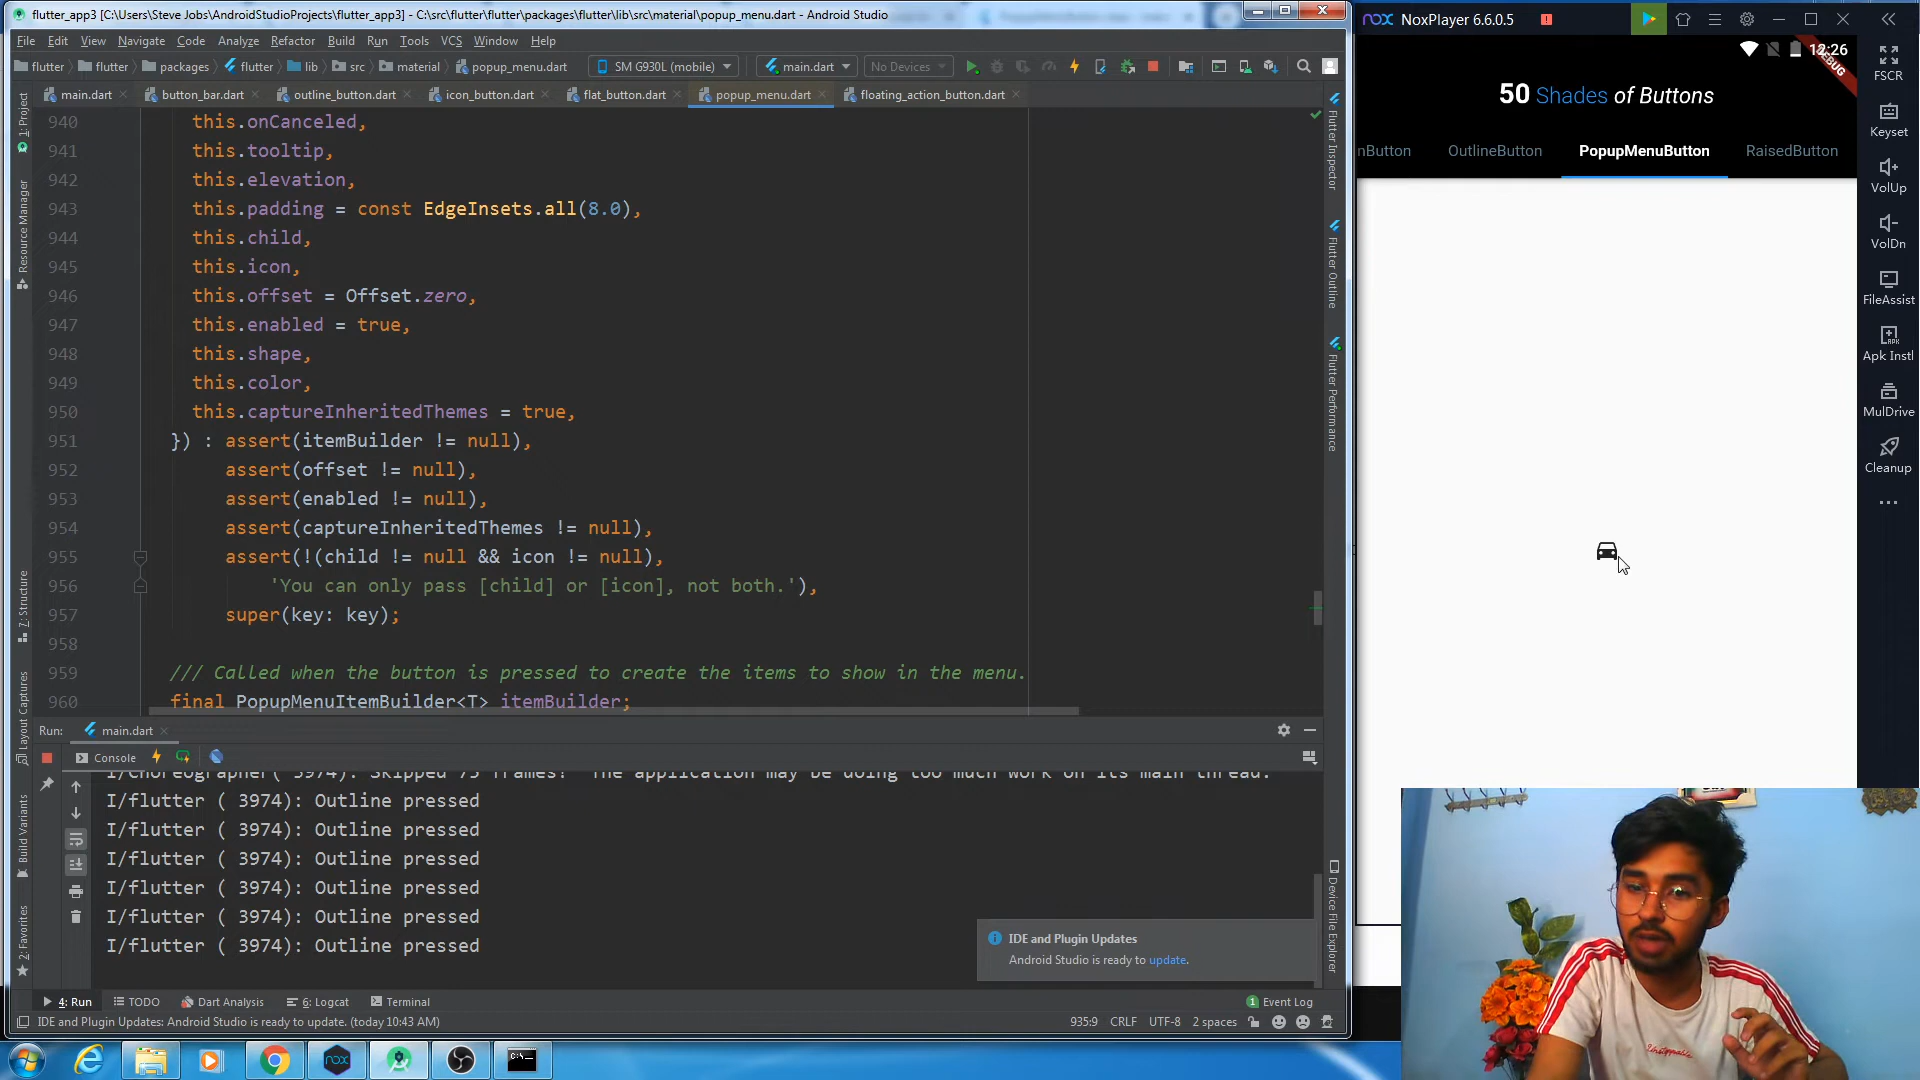 flutter_app3 [C:\Users\Steve Jobs\AndroidStudioProjects\flutter_app3] - C:\src\flutter\flutter\packages\flutter\lib\src\material\popup_menu.dart - Android Studio
File Edit View Navigate Code Analyze Refactor Build Run Tools VCS Window Help
flutter flutter packages flutter lib src material popup_menu.dart SM G930L (mobile) main.dart No Devices
main.dart button_bar.dart outline_button.dart icon_button.dart flat_button.dart popup_menu.dart floating_action_button.dart
940 this.onCanceled,
941 this.tooltip,
942 this.elevation,
943 this.padding = const EdgeInsets.all(8.0),
944 this.child,
945 this.icon,
946 this.offset = Offset.zero,
947 this.enabled = true,
948 this.shape,
949 this.color,
950 this.captureInheritedThemes = true,
951 }) : assert(itemBuilder != null),
952 assert(offset != null),
953 assert(enabled != null),
954 assert(captureInheritedThemes != null),
955 assert(!(child != null && icon != null),
956 'You can only pass [child] or [icon], not both.'),
957 super(key: key);
958
959 /// Called when the button is pressed to create the items to show in the menu.
960 final PopupMenuItemBuilder<T> itemBuilder;
1: Project
Resource Manager
7: Structure
Layout Captures
Build Variants
2: Favorites
Flutter Inspector
Flutter Outline
Flutter Performance
Device File Explorer
Run: main.dart
Console
I/Choreographer( 3974): Skipped 75 frames! The application may be doing too much work on its main thread.
I/flutter ( 3974): Outline pressed
I/flutter ( 3974): Outline pressed
I/flutter ( 3974): Outline pressed
I/flutter ( 3974): Outline pressed
I/flutter ( 3974): Outline pressed
I/flutter ( 3974): Outline pressed
IDE and Plugin Updates
Android Studio is ready to update.
4: Run TODO Dart Analysis 6: Logcat Terminal 1 Event Log
IDE and Plugin Updates: Android Studio is ready to update. (today 10:43 AM) 935:9 CRLF UTF-8 2 spaces
NoxPlayer 6.6.0.5
12:26
DEBUG
50 Shades of Buttons
nButton OutlineButton PopupMenuButton RaisedButton
FSCR
Keyset
VolUp
VolDn
FileAssist
Apk Instl
MulDrive
Cleanup
nox